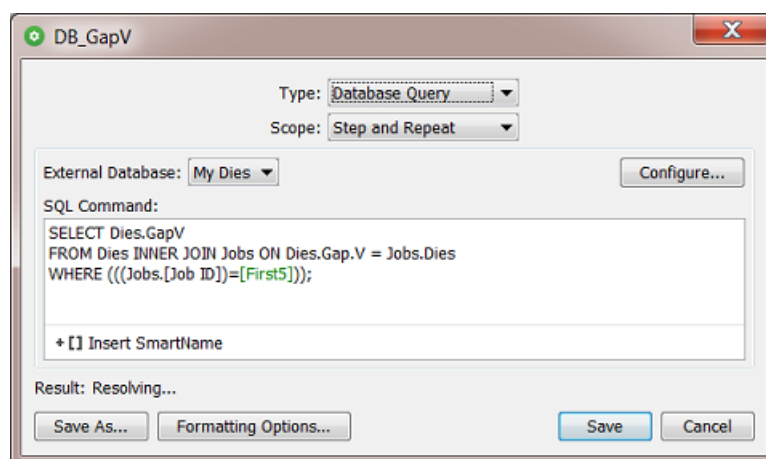 DB_GapV
Type: Database Query
Scope: Step and Repeat
External Database: My Dies Configure...
SQL Command:
SELECT Dies.GapV
FROM Dies INNER JOIN Jobs ON Dies.Gap.V = Jobs.Dies
WHERE (((Jobs.[Job ID])=[First5]));
+[] Insert SmartName
Result: Resolving...
Save As... Formatting Options... Save Cancel